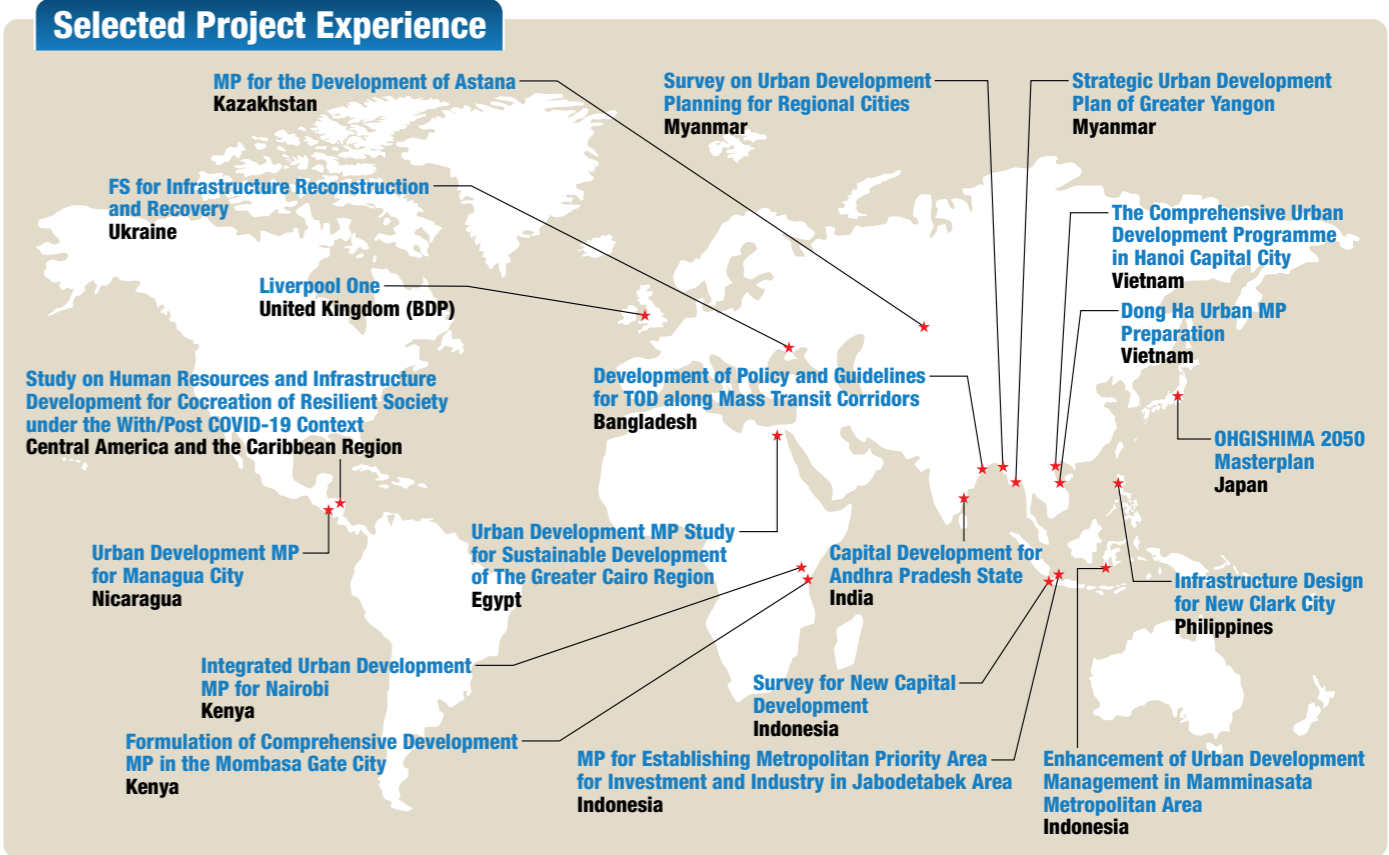 Selected Project Experience
MP for the Development of Astana
Kazakhstan
Survey on Urban Development
Planning for Regional Cities
Myanmar
Strategic Urban Development
Plan of Greater Yangon
Myanmar
FS for Infrastructure Reconstruction
and Recovery
Ukraine
The Comprehensive Urban
Development Programme
in Hanoi Capital City
Vietnam
Liverpool One
United Kingdom (BDP)
Dong Ha Urban MP
Preparation
Vietnam
Study on Human Resources and Infrastructure
Development for Cocreation of Resilient Society
under the With/Post COVID-19 Context
Central America and the Caribbean Region
Development of Policy and Guidelines
for TOD along Mass Transit Corridors
Bangladesh
OHGISHIMA 2050
Masterplan
Japan
Urban Development MP
for Managua City
Nicaragua
Urban Development MP Study
for Sustainable Development
of The Greater Cairo Region
Egypt
Capital Development for
Andhra Pradesh State
India
Infrastructure Design
for New Clark City
Philippines
Integrated Urban Development
MP for Nairobi
Kenya
Survey for New Capital
Development
Indonesia
Formulation of Comprehensive Development
MP in the Mombasa Gate City
Kenya
MP for Establishing Metropolitan Priority Area
for Investment and Industry in Jabodetabek Area
Indonesia
Enhancement of Urban Development
Management in Mamminasata
Metropolitan Area
Indonesia